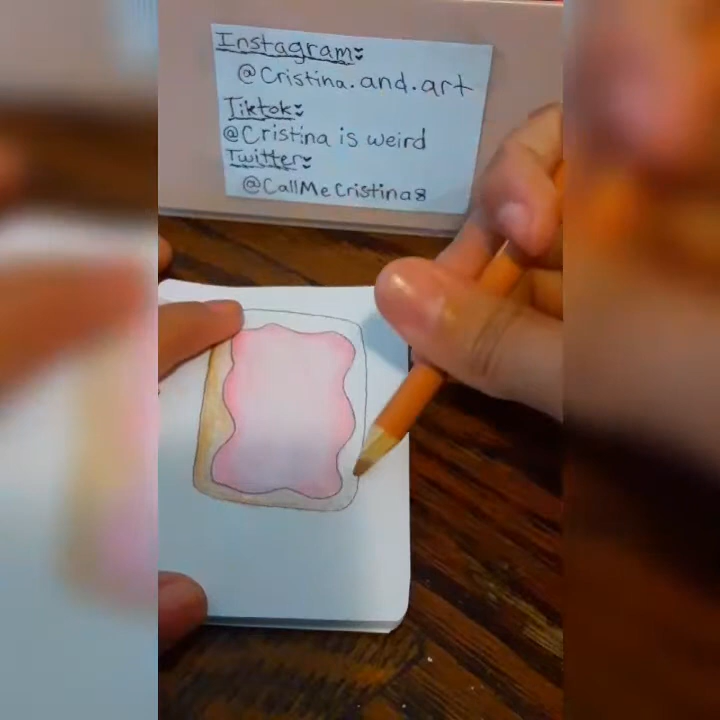 Instagram:
@Cristina.and.art
Tiktok:
@Cristina is weird
Twitter:
@CallMeCristina8